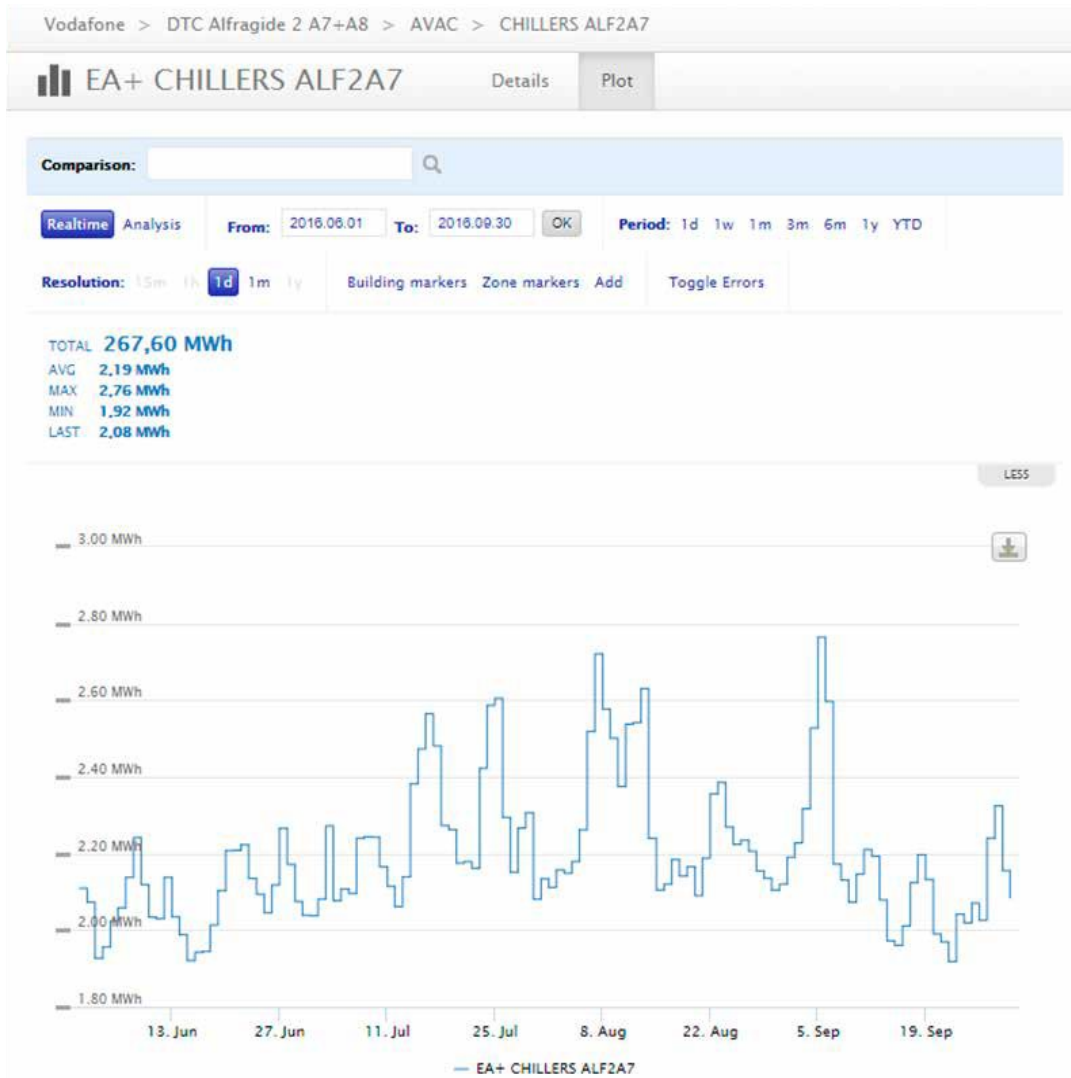 Vodafone > DTC Alfragide 2 A7+A8 > AVAC > CHILLERS ALF2A7
EA+ CHILLERS ALF2A7 Details Plot
Comparison:
Realtime Analysis From: 2016.06.01 To: 2016.09.30 OK Period: 1d 1w 1m 3m 6m 1y YTD
Resolution: 15m 1h 1d 1m 1y Building markers Zone markers Add Toggle Errors
TOTAL 267,60 MWh
AVG 2,19 MWh
MAX 2,76 MWh
MIN 1,92 MWh
LAST 2,08 MWh
LESS
3.00 MWh
2.80 MWh
2.60 MWh
2.40 MWh
2.20 MWh
2.00 MWh
1.80 MWh
13. Jun 27. Jun 11. Jul 25. Jul 8. Aug 22. Aug 5. Sep 19. Sep
EA+ CHILLERS ALF2A7